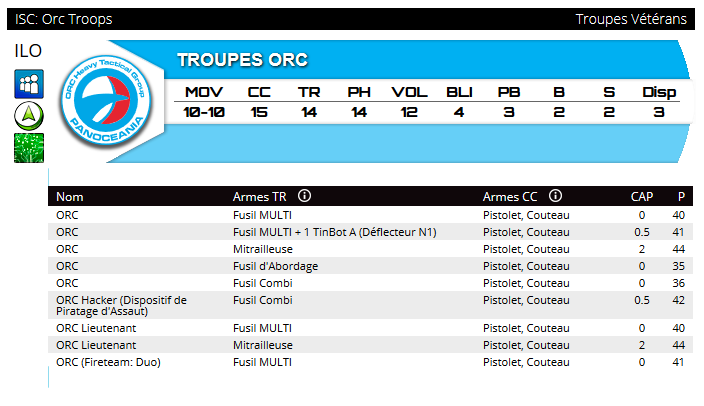 ISC: Orc Troops Troupes Vétérans
ILO
TROUPES ORC
ORC Heavy Tactical Group
PANOCEANIA
MOV CC TR PH VOL BLI PB B S Disp
10-10 15 14 14 12 4 3 2 2 3
Nom Armes TR Armes CC CAP P
ORC Fusil MULTI Pistolet, Couteau 0 40
ORC Fusil MULTI + 1 TinBot A (Déflecteur N1) Pistolet, Couteau 0.5 41
ORC Mitrailleuse Pistolet, Couteau 2 44
ORC Fusil d'Abordage Pistolet, Couteau 0 35
ORC Fusil Combi Pistolet, Couteau 0 36
ORC Hacker (Dispositif de Fusil Combi Pistolet, Couteau 0.5 42
Piratage d'Assaut)
ORC Lieutenant Fusil MULTI Pistolet, Couteau 0 40
ORC Lieutenant Mitrailleuse Pistolet, Couteau 2 44
ORC (Fireteam: Duo) Fusil MULTI Pistolet, Couteau 0 41